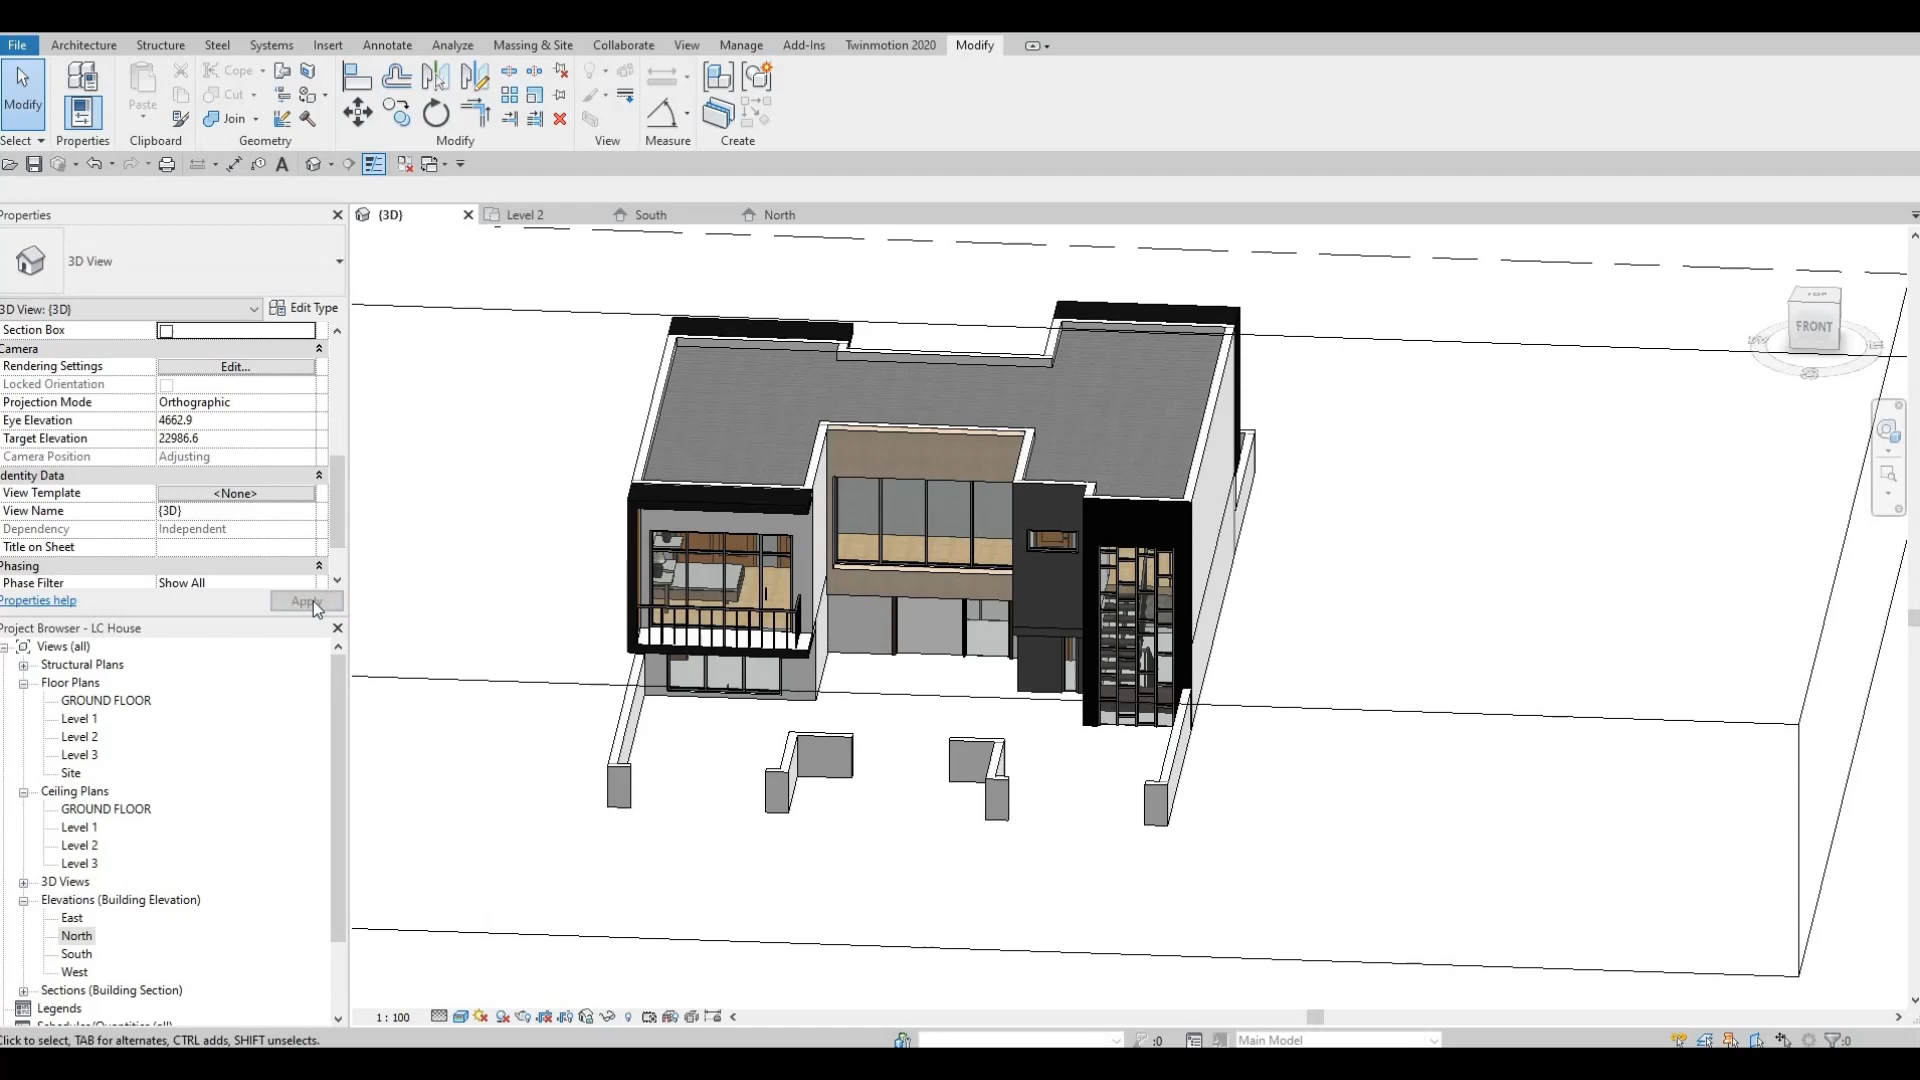 File Architecture Structure Steel Systems Insert Annotate Analyze Massing & Site Collaborate View Manage Add-Ins Twinmotion 2020 Modify
Cope
Cut
Join
Modify
Paste
Select Properties Clipboard Geometry Modify View Measure Create
A
Properties
{3D} Level 2 South North
3D View
3D View: {3D} Edit Type
Section Box
Camera
Rendering Settings Edit...
Locked Orientation
Projection Mode Orthographic
Eye Elevation 4662.9
Target Elevation 22986.6
Camera Position Adjusting
dentity Data
View Template <None>
View Name {3D}
Dependency Independent
Title on Sheet
Phasing
Phase Filter Show All
Properties help Apply
Project Browser - LC House
Views (all)
Structural Plans
Floor Plans
GROUND FLOOR
Level 1
Level 2
Level 3
Site
Ceiling Plans
GROUND FLOOR
Level 1
Level 2
Level 3
3D Views
Elevations (Building Elevation)
East
North
South
West
Sections (Building Section)
Legends
TOP
FRONT
1 : 100
Click to select, TAB for alternates, CTRL adds, SHIFT unselects.
:0 Main Model :0